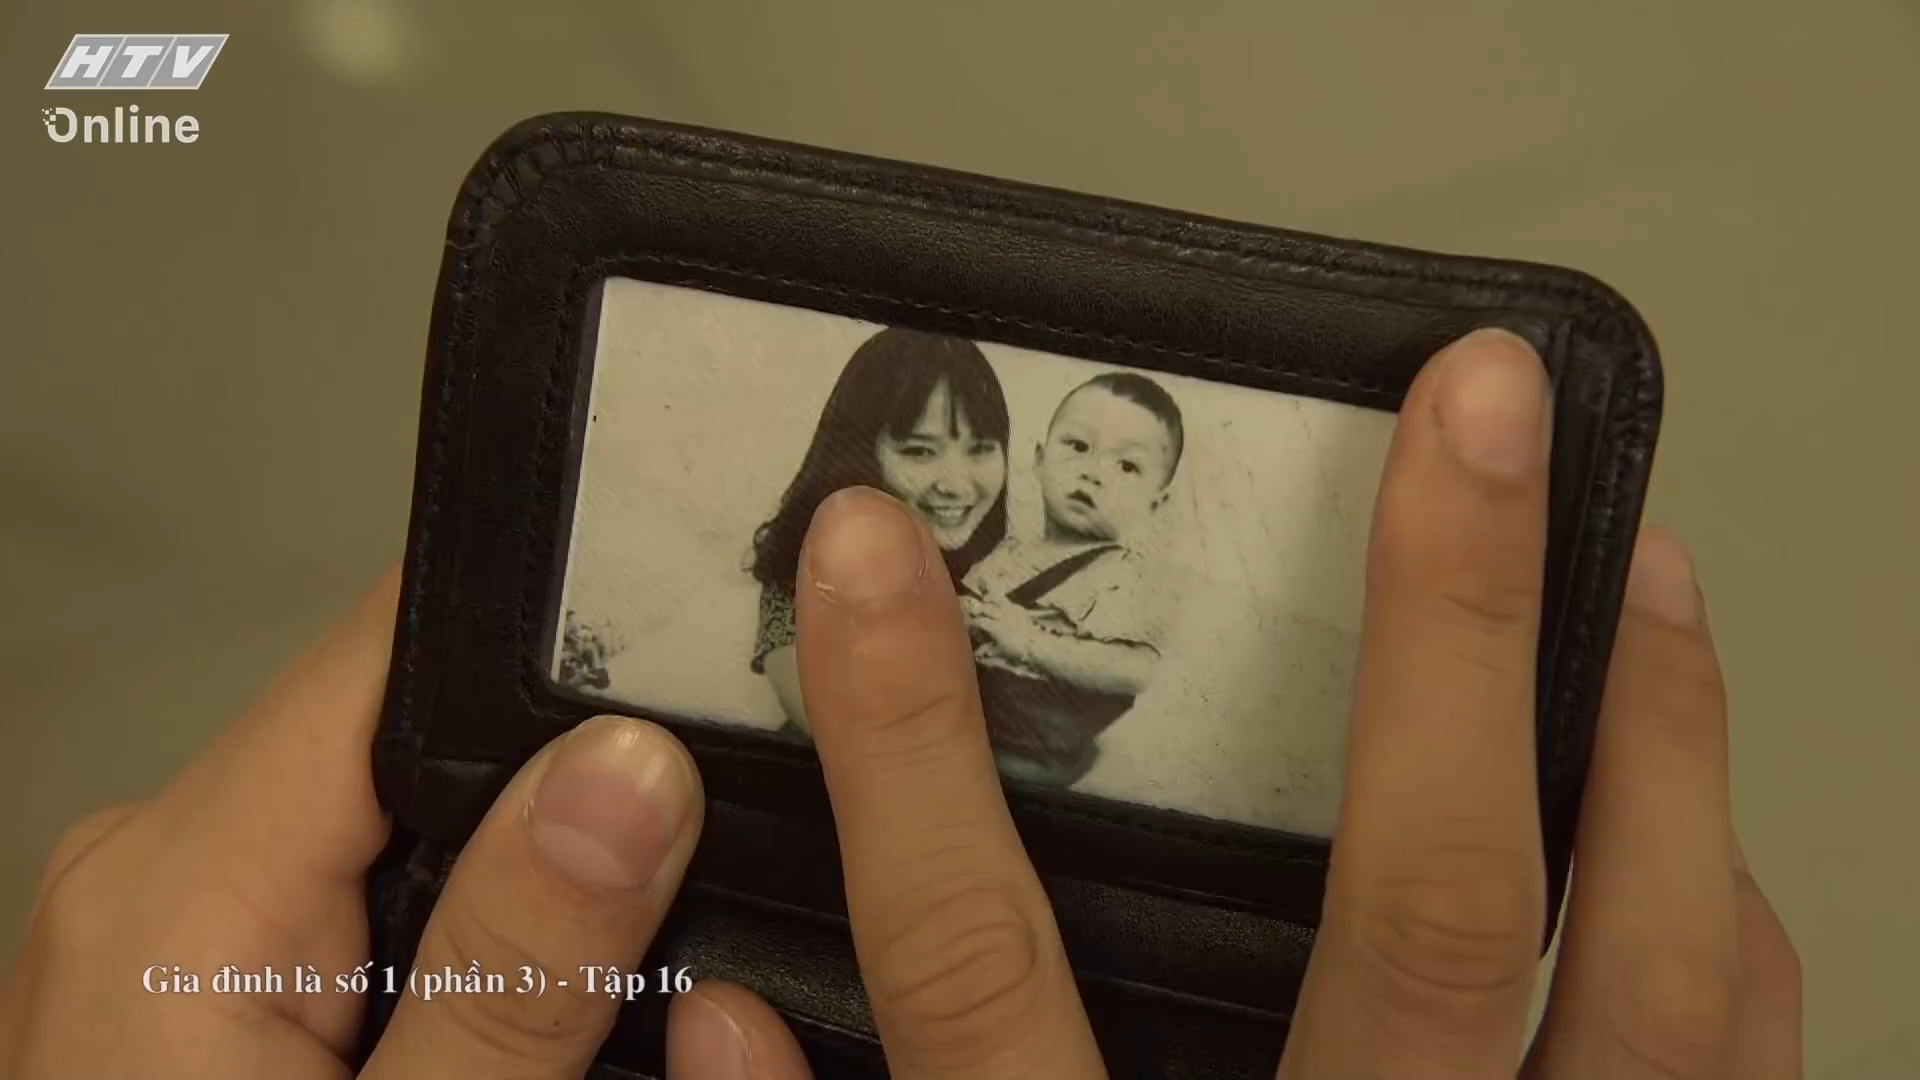 HTV
Online
Gia đình là số 1 (phần 3) - Tập 16